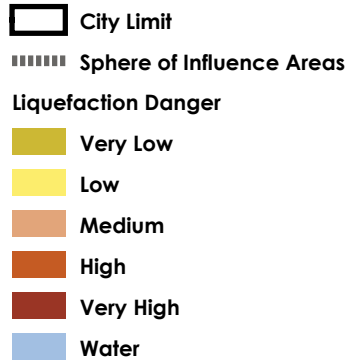 City Limit
Sphere of Influence Areas
Liquefaction Danger
Very Low
Low
Medium
High
Very High
Water